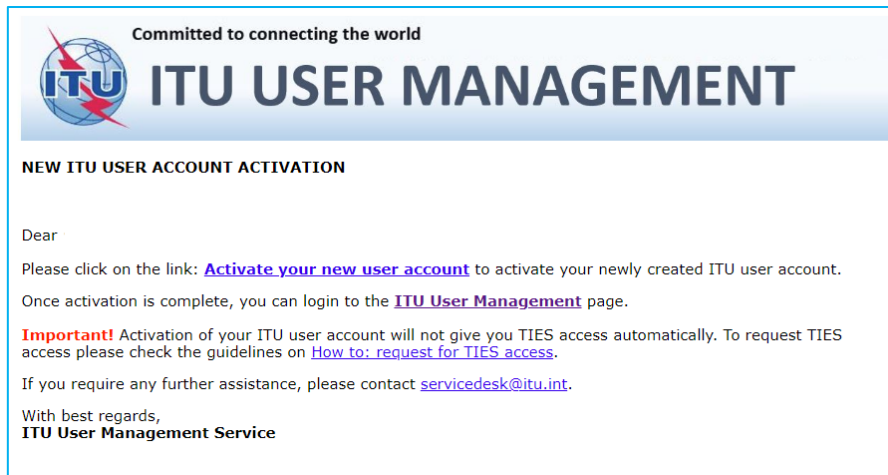 Committed to connecting the world
ITU
ITU USER MANAGEMENT
NEW ITU USER ACCOUNT ACTIVATION
Dear
Please click on the link: Activate your new user account to activate your newly created ITU user account.
Once activation is complete, you can login to the ITU User Management page.
Important! Activation of your ITU user account will not give you TIES access automatically. To request TIES
access please check the guidelines on How to: request for TIES access.
If you require any further assistance, please contact servicedesk@itu.int.
With best regards,
ITU User Management Service